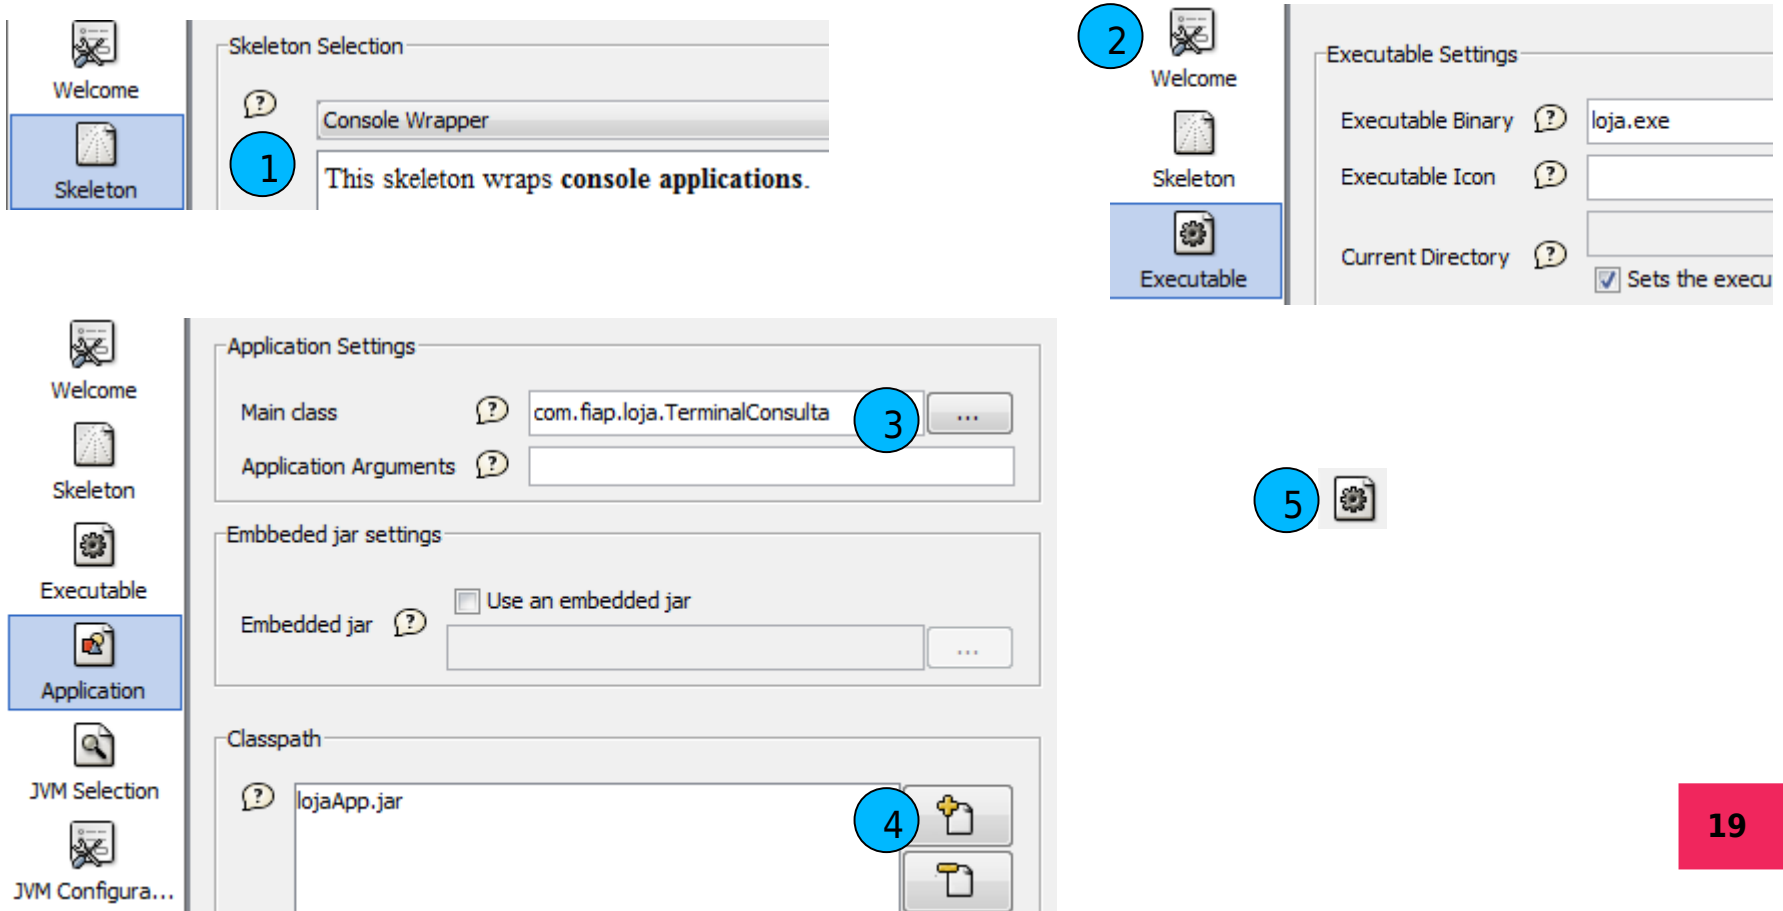 Welcome
Skeleton
Skeleton Selection
Console Wrapper
1
This skeleton wraps console applications.
2
Welcome
Skeleton
Executable
Executable Settings
Executable Binary
loja.exe
Executable Icon
Current Directory
Sets the execu
Welcome
Skeleton
Executable
Application
JVM Selection
JVM Configura...
Application Settings
Main class
com.fiap.loja.TerminalConsulta
3
...
Application Arguments
Embbeded jar settings
Use an embedded jar
Embedded jar
...
Classpath
lojaApp.jar
4
5
19